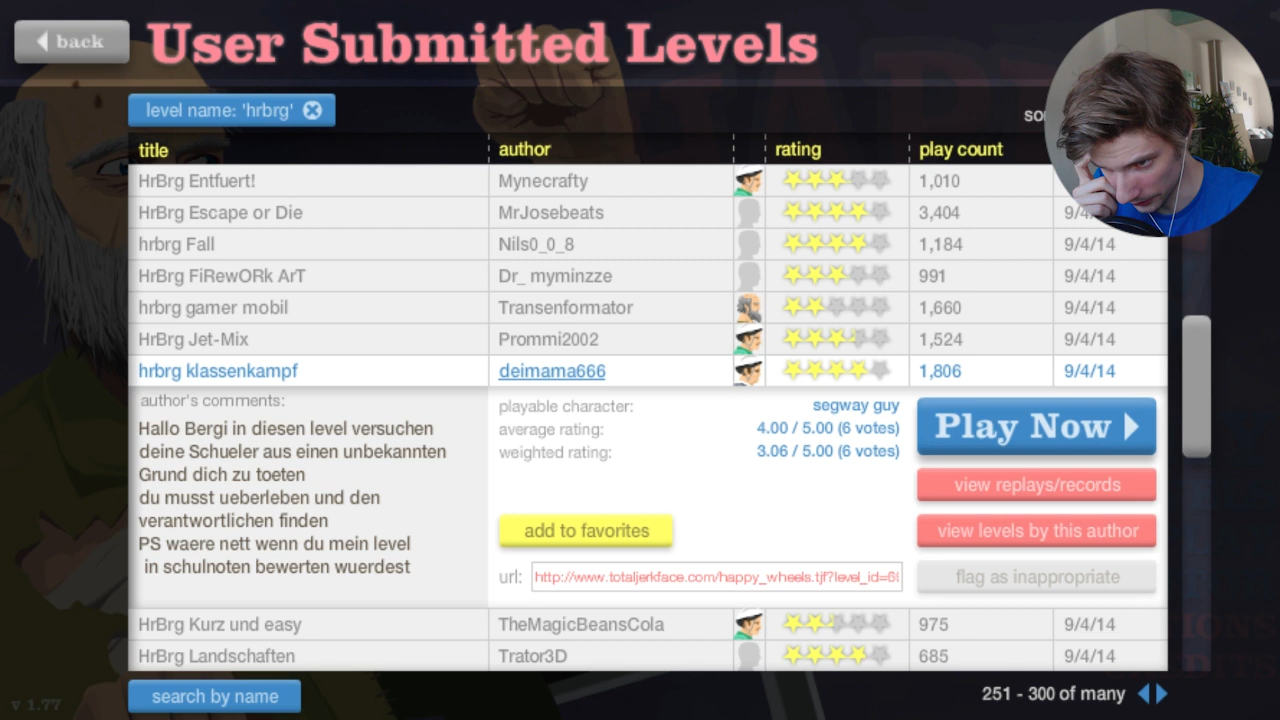 back
User Submitted Levels
level name: 'hrbrg'
title author rating play count
HrBrg Entfuert! Mynecrafty 1,010
HrBrg Escape or Die MrJosebeats 3,404 9/4/
hrbrg Fall Nils0_0_8 1,184 9/4/14
HrBrg FiRewORk ArT Dr_ myminzze 991 9/4/14
hrbrg gamer mobil Transenformator 1,660 9/4/14
HrBrg Jet-Mix Prommi2002 1,524 9/4/14
hrbrg klassenkampf deimama666 1,806 9/4/14
author's comments:
Hallo Bergi in diesen level versuchen
deine Schueler aus einen unbekannten
Grund dich zu toeten
du musst ueberleben und den
verantwortlichen finden
PS waere nett wenn du mein level
in schulnoten bewerten wuerdest
playable character: segway guy
average rating: 4.00 / 5.00 (6 votes)
weighted rating: 3.06 / 5.00 (6 votes)
add to favorites
url: http://www.totaljerkface.com/happy_wheels.tjf?level_id=6
Play Now
view replays/records
view levels by this author
flag as inappropriate
HrBrg Kurz und easy TheMagicBeansCola 975 9/4/14
HrBrg Landschaften Trator3D 685 9/4/14
search by name
251 - 300 of many
v 1.77